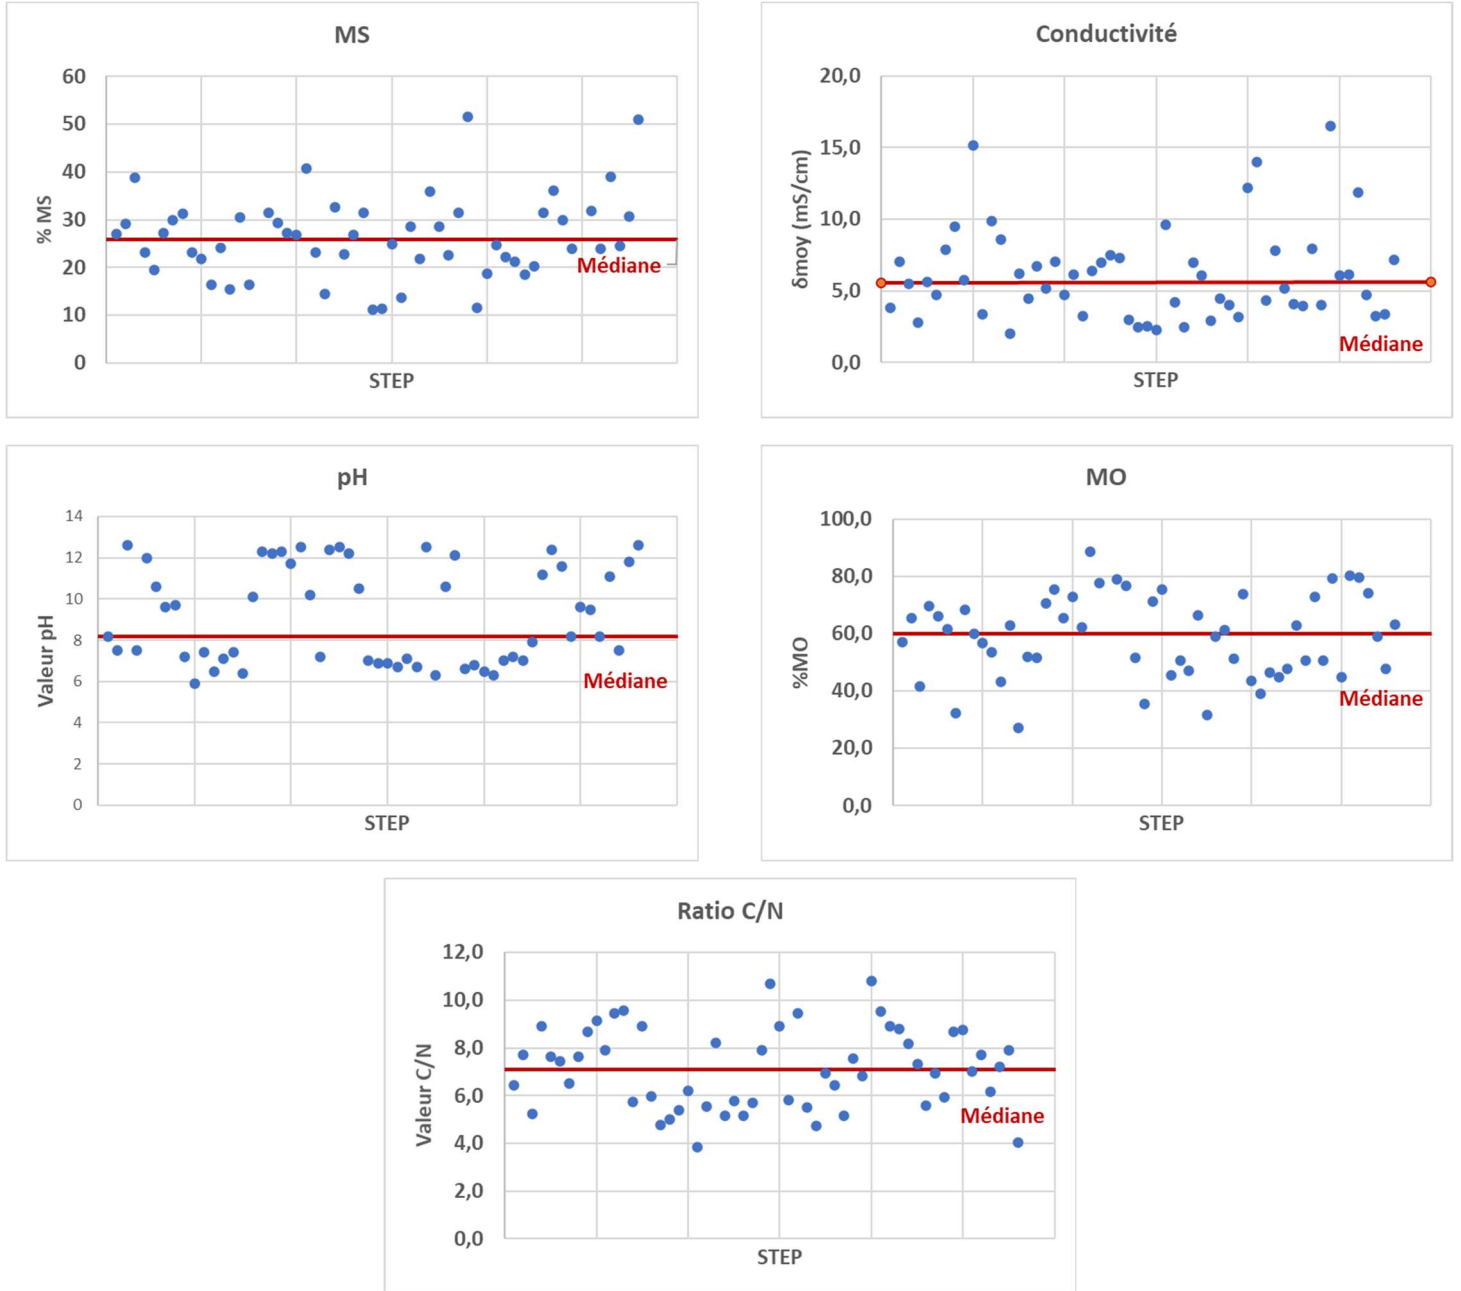 MS
60
50
40
30
20
10
0
% MS
Médiane
STEP
Conductivité
20,0
15,0
10,0
5,0
0,0
δmoy (mS/cm)
Médiane
STEP
pH
14
12
10
8
6
4
2
0
Valeur pH
Médiane
STEP
MO
100,0
80,0
60,0
40,0
20,0
0,0
%MO
Médiane
STEP
Ratio C/N
12,0
10,0
8,0
6,0
4,0
2,0
0,0
Valeur C/N
Médiane
STEP